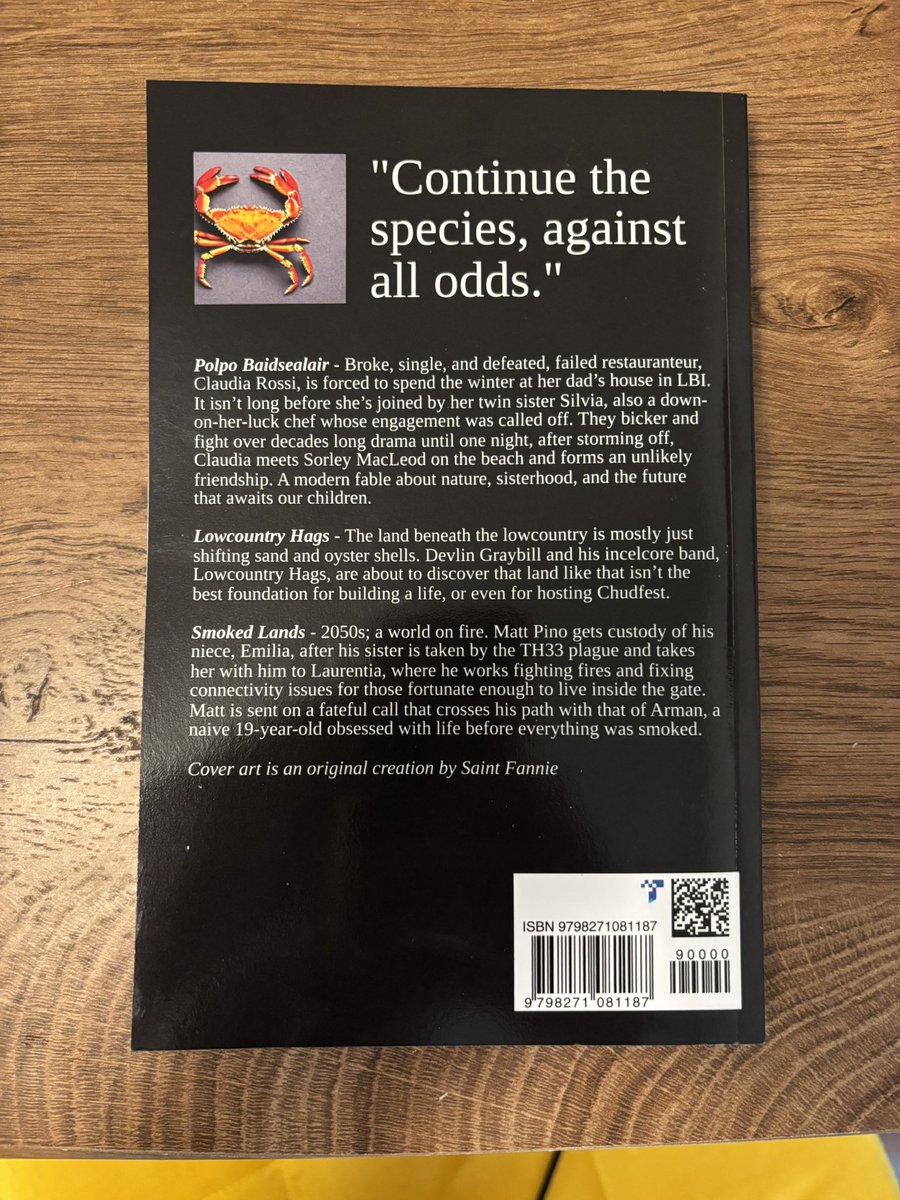 "Continue the
species, against
all odds."
Polpo Baidsealair - Broke, single, and defeated, failed restauranteur,
Claudia Rossi, is forced to spend the winter at her dad’s house in LBI.
It isn’t long before she’s joined by her twin sister Silvia, also a down-
on-her-luck chef whose engagement was called off. They bicker and
fight over decades long drama until one night, after storming off,
Claudia meets Sorley MacLeod on the beach and forms an unlikely
friendship. A modern fable about nature, sisterhood, and the future
that awaits our children.
Lowcountry Hags - The land beneath the lowcountry is mostly just
shifting sand and oyster shells. Devlin Graybill and his incelcore band,
Lowcountry Hags, are about to discover that land like that isn’t the
best foundation for building a life, or even for hosting Chudfest.
Smoked Lands - 2050s; a world on fire. Matt Pino gets custody of his
niece, Emilia, after his sister is taken by the TH33 plague and takes
her with him to Laurentia, where he works fighting fires and fixing
connectivity issues for those fortunate enough to live inside the gate.
Matt is sent on a fateful call that crosses his path with that of Arman, a
naive 19-year-old obsessed with life before everything was smoked.
Cover art is an original creation by Saint Fannie
ISBN 9798271081187
90000
9 798271 081187